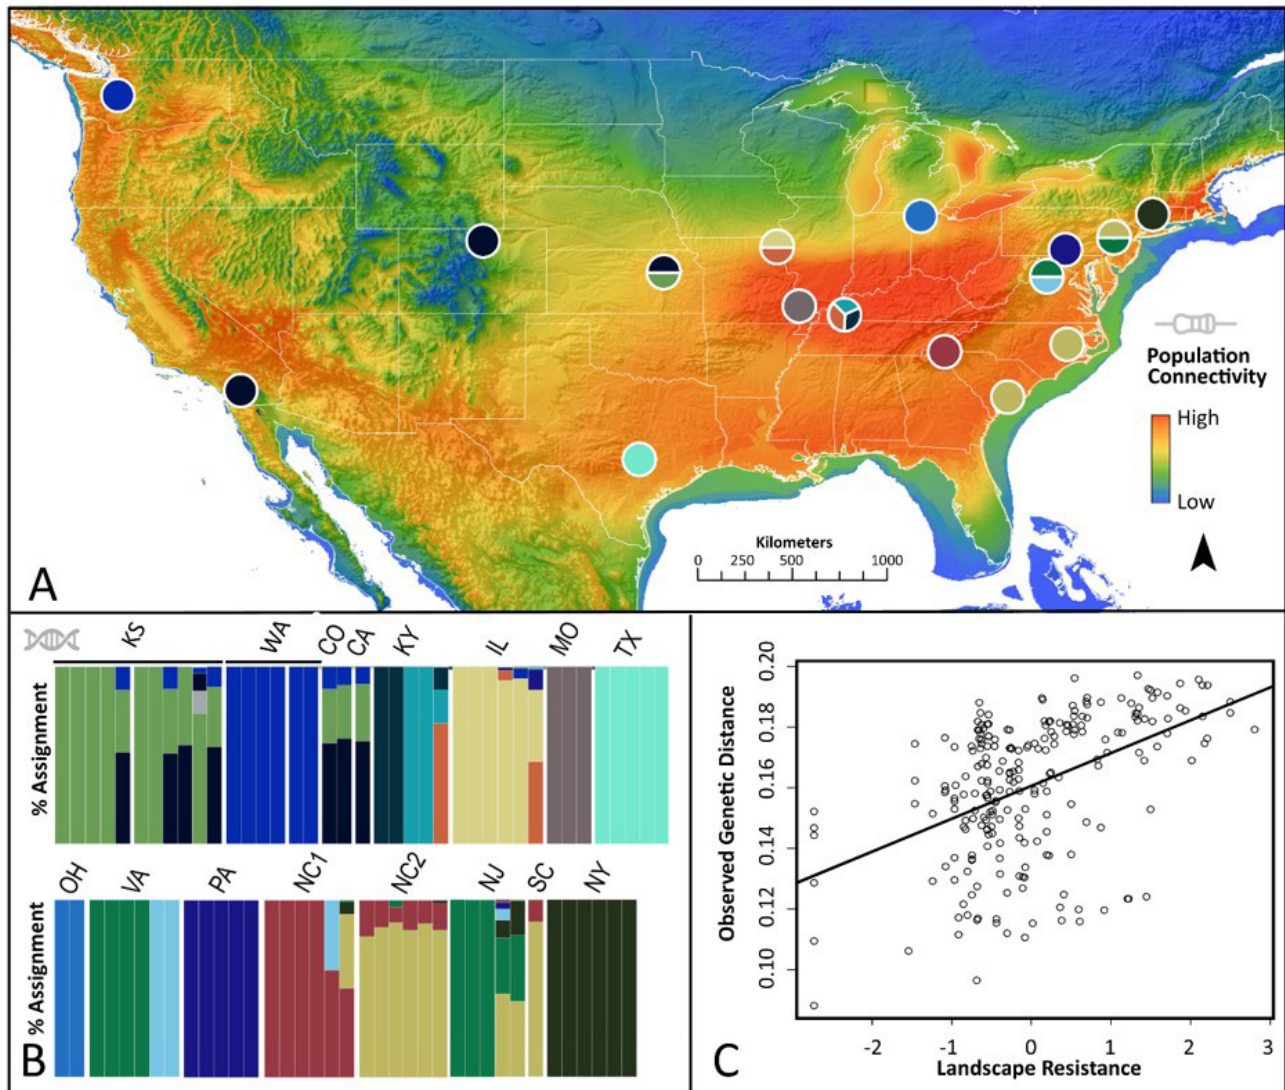 Population
Connectivity
High
Low
Kilometers
0 250 500 1000
A
KS WA CO CA KY IL MO TX
% Assignment
OH VA PA NC1 NC2 NJ SC NY
% Assignment
B
0.20
0.18
0.16
0.14
0.12
0.10
Observed Genetic Distance
-2 -1 0 1 2 3
Landscape Resistance
C